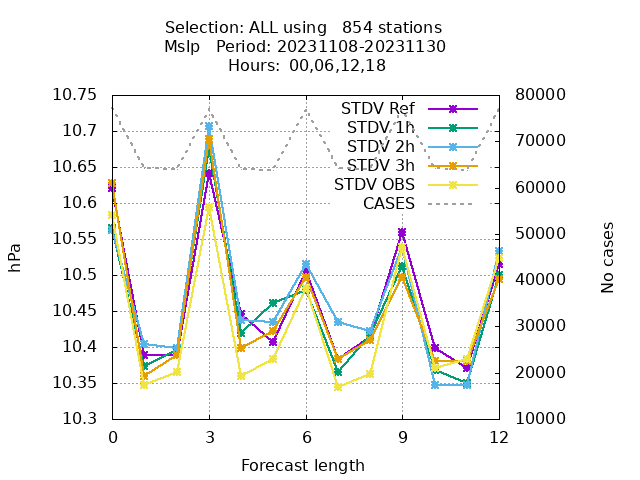 Selection: ALL using   854 stations
Mslp   Period: 20231108-20231130
Hours:  00,06,12,18
10.75
10.7
10.65
10.6
10.55
10.5
10.45
10.4
10.35
10.3
hPa
STDV Ref
STDV 1h
STDV 2h
STDV 3h
STDV OBS
CASES
80000
70000
60000
50000
40000
30000
20000
10000
No cases
0 3 6 9 12
Forecast length